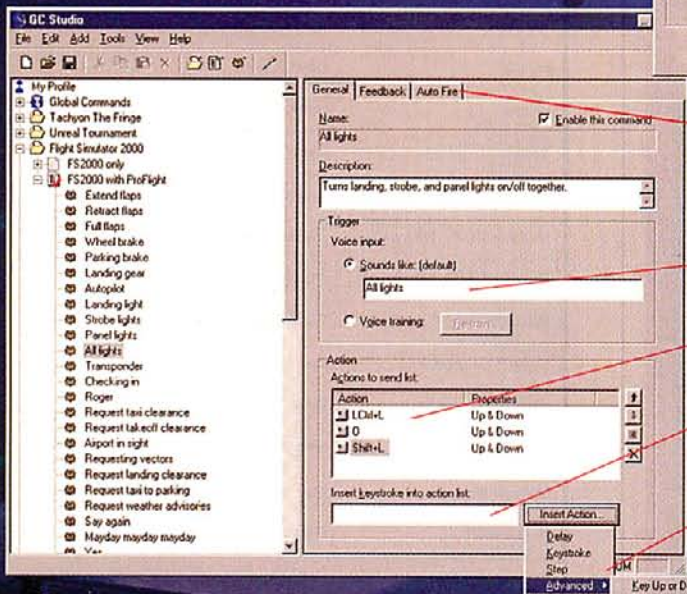 GC Studio
File Edit Add Tools View Help
My Profile
Global Commands
Tachyon The Fringe
Unreal Tournament
Flight Simulator 2000
FS2000 only
FS2000 with ProFlight
Extend flaps
Retract flaps
Full flaps
Wheel brake
Parking brake
Landing gear
Autopilot
Landing light
Strobe lights
Panel lights
All lights
Transponder
Checking in
Roger
Request taxi clearance
Request takeoff clearance
Airport in sight
Requesting vectors
Request landing clearance
Request taxi to parking
Request weather advisories
Say again
Mayday mayday mayday
Yes
General Feedback Auto Fire
Name: Enable this command
All lights
Description:
Turns landing, strobe, and panel lights on/off together.
Trigger
Voice input:
Sounds like: (default)
All lights
Voice training:
Action
Actions to send list:
Action Properties
LCtrl+L Up & Down
O Up & Down
Shift+L Up & Down
Insert keystroke into action list:
Insert Action...
Delay
Keystroke
Step
Advanced
Key Up or D
UM